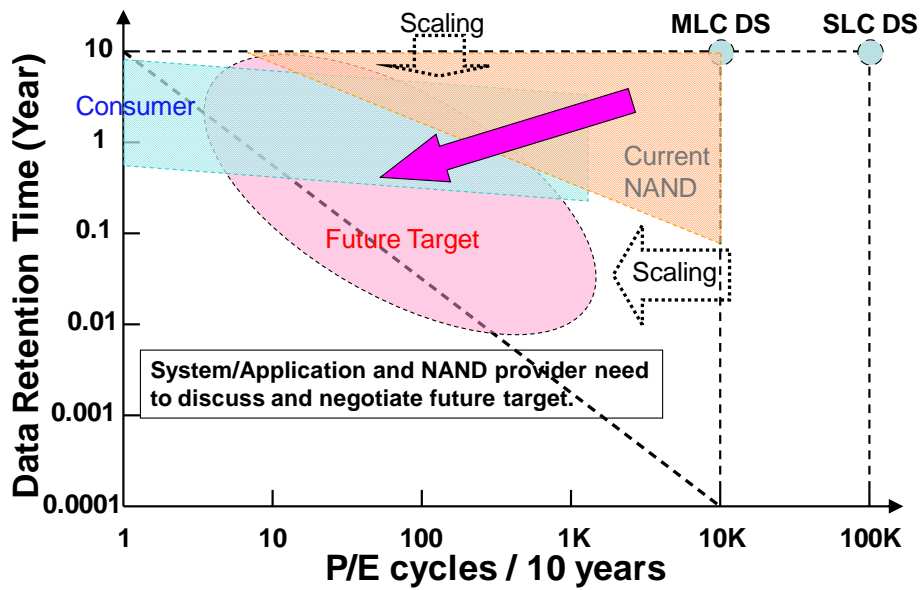 Scaling
MLC DS
SLC DS
Data Retention Time (Year)
10
1
0.1
0.01
0.001
0.0001
Consumer
Current
NAND
Future Target
Scaling
System/Application and NAND provider need
to discuss and negotiate future target.
1
10
100
1K
10K
100K
P/E cycles / 10 years